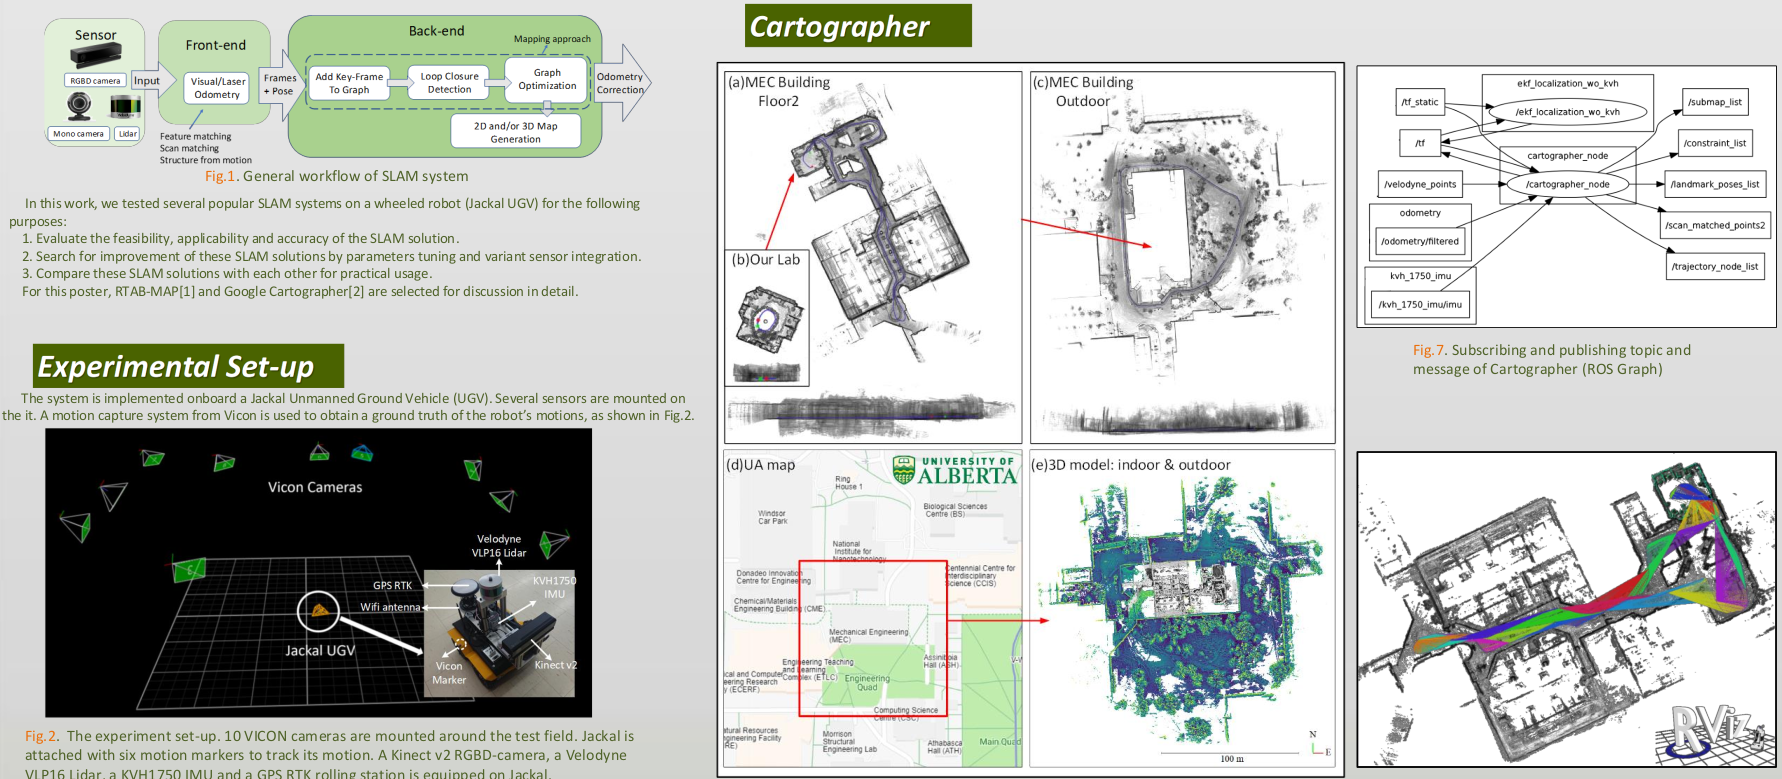 Sensor
RGBD camera
Mono camera
Lidar
Input
Front-end
Visual/Laser
Odometry
Feature matching
Scan matching
Structure from motion
Frames
+ Pose
Back-end
Mapping approach
Add Key-Frame
To Graph
Loop Closure
Detection
Graph
Optimization
2D and/or 3D Map
Generation
Odometry
Correction
Fig.1. General workflow of SLAM system
In this work, we tested several popular SLAM systems on a wheeled robot (Jackal UGV) for the following
purposes:
1. Evaluate the feasibility, applicability and accuracy of the SLAM solution.
2. Search for improvement of these SLAM solutions by parameters tuning and variant sensor integration.
3. Compare these SLAM solutions with each other for practical usage.
For this poster, RTAB-MAP[1] and Google Cartographer[2] are selected for discussion in detail.
Experimental Set-up
The system is implemented onboard a Jackal Unmanned Ground Vehicle (UGV). Several sensors are mounted on
the it. A motion capture system from Vicon is used to obtain a ground truth of the robot's motions, as shown in Fig.2.
Vicon Cameras
Velodyne
VLP16 Lidar
GPS RTK
KVH1750
IMU
Wifi antenna
Jackal UGV
Vicon
Marker
Kinect v2
Fig.2. The experiment set-up. 10 VICON cameras are mounted around the test field. Jackal is
attached with six motion markers to track its motion. A Kinect v2 RGBD-camera, a Velodyne
VLP16 Lidar, a KVH1750 IMU and a GPS RTK rolling station is equipped on Jackal.
Cartographer
(a)MEC Building
Floor2
(b)Our Lab
(c)MEC Building
Outdoor
(d)UA map
UNIVERSITY OF
ALBERTA
Ring
House 1
Windsor
Car Park
Biological Sciences
Centre (BS)
National
Institute for
Nanotechnology
Donadeo Innovation
Centre for Engineering
Centennial Centre for
Interdisciplinary
Science (CCIS)
Chemical/Materials
Engineering Building (CME)
Mechanical Engineering
(MEC)
Engineering Teaching
and Learning
Complex (ETLC)
Assiniboia
Hall (ASH)
ical and Computer
eering Research
y (ECERF)
Engineering
Quad
Computing Science
Centre (CSC)
atural Resources
ngineering Facility
RE)
Morrison
Structural
Engineering Lab
Athabasca
Hall (ATH)
Main Quad
(e)3D model: indoor & outdoor
N
E
100 m
ekf_localization_wo_kvh
/ekf_localization_wo_kvh
/tf_static
/tf
/velodyne_points
odometry
/odometry/filtered
kvh_1750_imu
/kvh_1750_imu/imu
cartographer_node
/cartographer_node
/submap_list
/constraint_list
/landmark_poses_list
/scan_matched_points2
/trajectory_node_list
Fig.7. Subscribing and publishing topic and
message of Cartographer (ROS Graph)
RViz